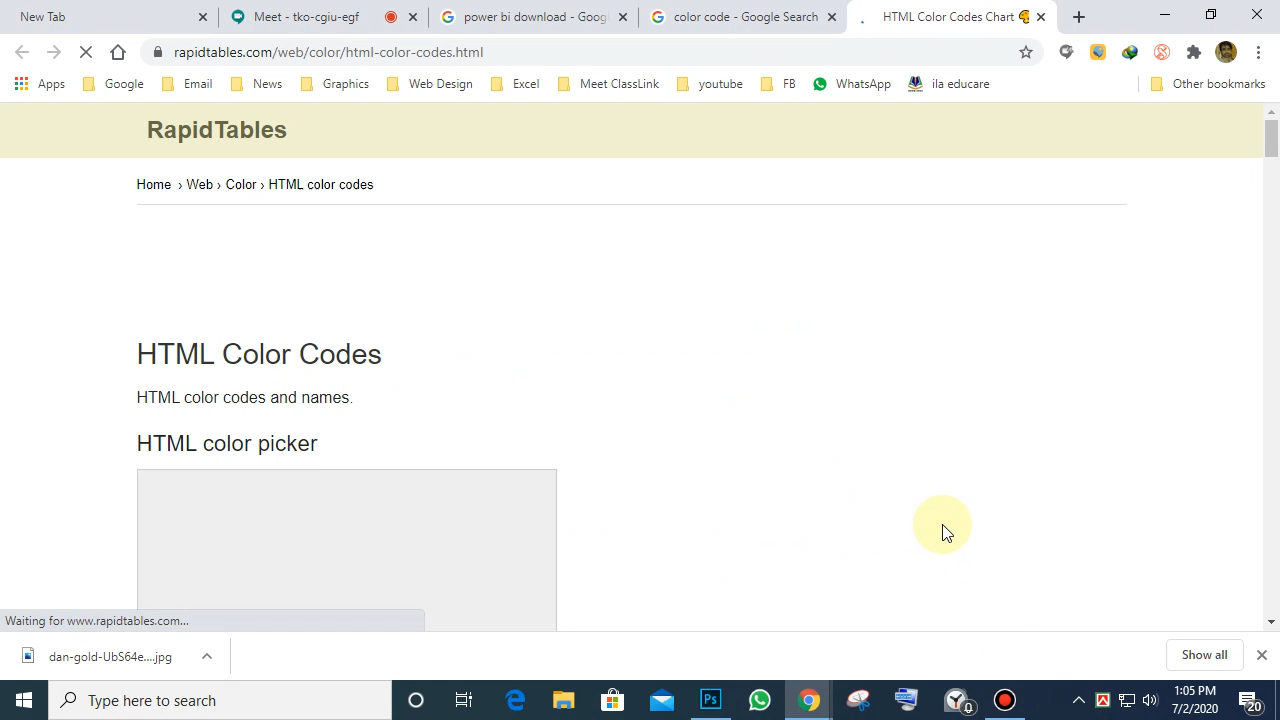 New Tab
Meet - tko-cgiu-egf
power bi download - Goog
color code - Google Search
HTML Color Codes Chart
rapidtables.com/web/color/html-color-codes.html
Apps
Google
Email
News
Graphics
Web Design
Excel
Meet ClassLink
youtube
FB
WhatsApp
ila educare
Other bookmarks
RapidTables
Home › Web › Color › HTML color codes
HTML Color Codes
HTML color codes and names.
HTML color picker
Waiting for www.rapidtables.com...
dan-gold-UbS64e....jpg
Show all
Type here to search
Ps
0
1:05 PM
7/2/2020
20